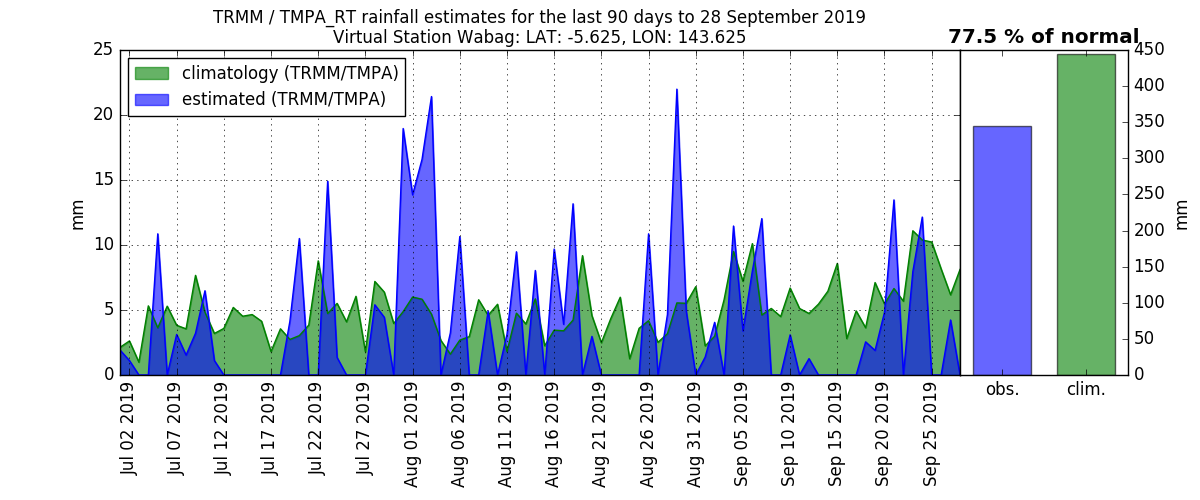 TRMM / TMPA_RT rainfall estimates for the last 90 days to 28 September 2019
Virtual Station Wabag: LAT: -5.625, LON: 143.625
77.5 % of normal
climatology (TRMM/TMPA)
estimated (TRMM/TMPA)
25
20
15
10
5
0
mm
Jul 02 2019
Jul 07 2019
Jul 12 2019
Jul 17 2019
Jul 22 2019
Jul 27 2019
Aug 01 2019
Aug 06 2019
Aug 11 2019
Aug 16 2019
Aug 21 2019
Aug 26 2019
Aug 31 2019
Sep 05 2019
Sep 10 2019
Sep 15 2019
Sep 20 2019
Sep 25 2019
obs.
clim.
450
400
350
300
250
200
150
100
50
0
mm